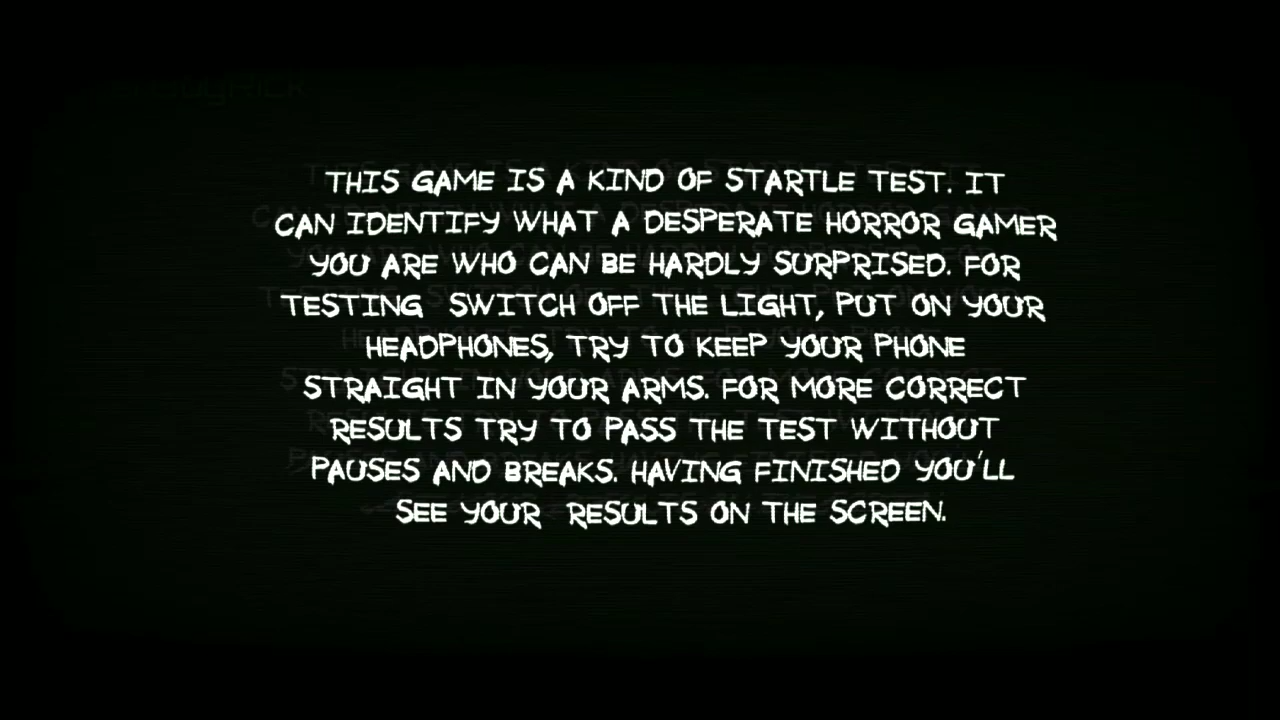 THIS GAME IS A KIND OF STARTLE TEST. IT
CAN IDENTIFY WHAT A DESPERATE HORROR GAMER
YOU ARE WHO CAN BE HARDLY SURPRISED. FOR
TESTING SWITCH OFF THE LIGHT, PUT ON YOUR
HEADPHONES, TRY TO KEEP YOUR PHONE
STRAIGHT IN YOUR ARMS. FOR MORE CORRECT
RESULTS TRY TO PASS THE TEST WITHOUT
PAUSES AND BREAKS. HAVING FINISHED YOU'LL
SEE YOUR RESULTS ON THE SCREEN.